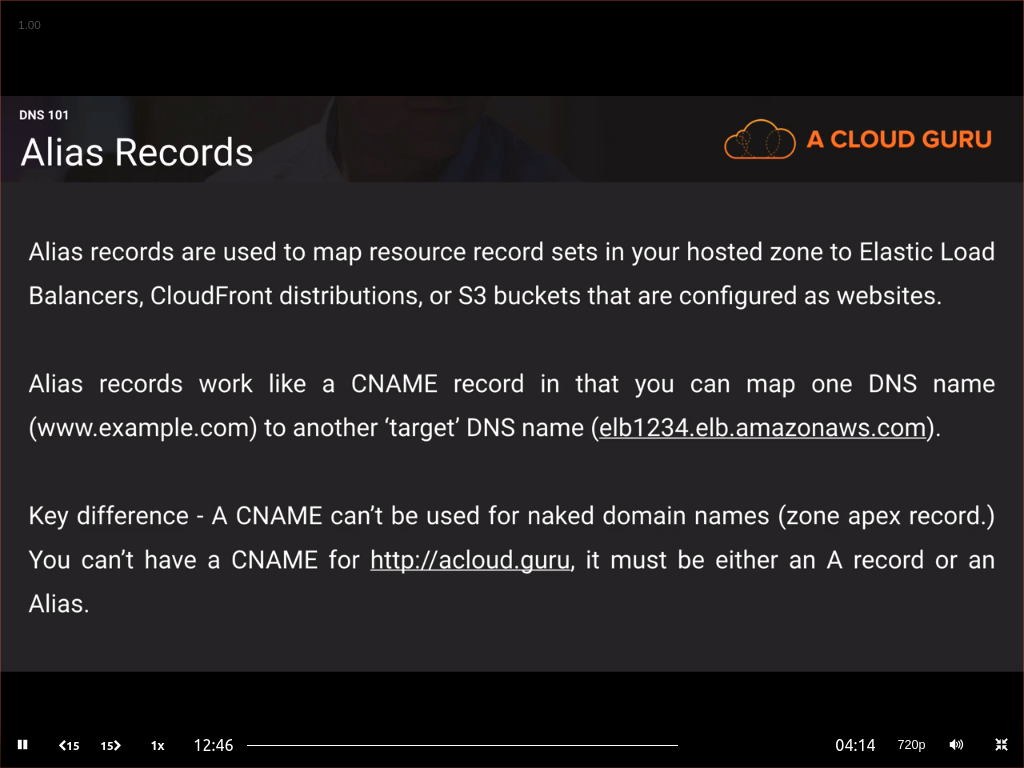 1.00
DNS 101
Alias Records
A CLOUD GURU
Alias records are used to map resource record sets in your hosted zone to Elastic Load
Balancers, CloudFront distributions, or S3 buckets that are configured as websites.
Alias records work like a CNAME record in that you can map one DNS name
(www.example.com) to another ‘target’ DNS name (elb1234.elb.amazonaws.com).
Key difference - A CNAME can’t be used for naked domain names (zone apex record.)
You can’t have a CNAME for http://acloud.guru, it must be either an A record or an
Alias.
15 15 1x 12:46 04:14 720p